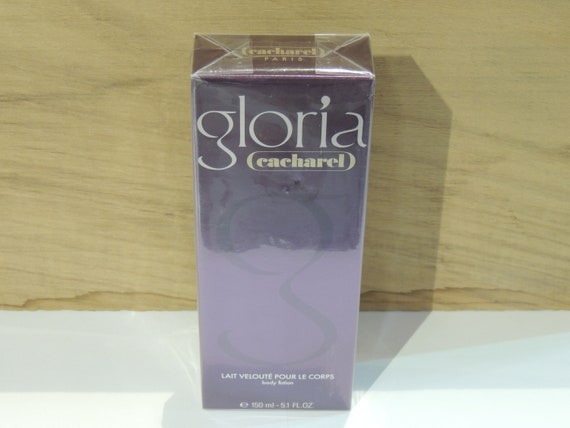 cacharel
PARIS
gloria
cacharel
g
LAIT VELOUTÉ POUR LE CORPS
body lotion
℮ 150 ml - 5.1 FL.OZ